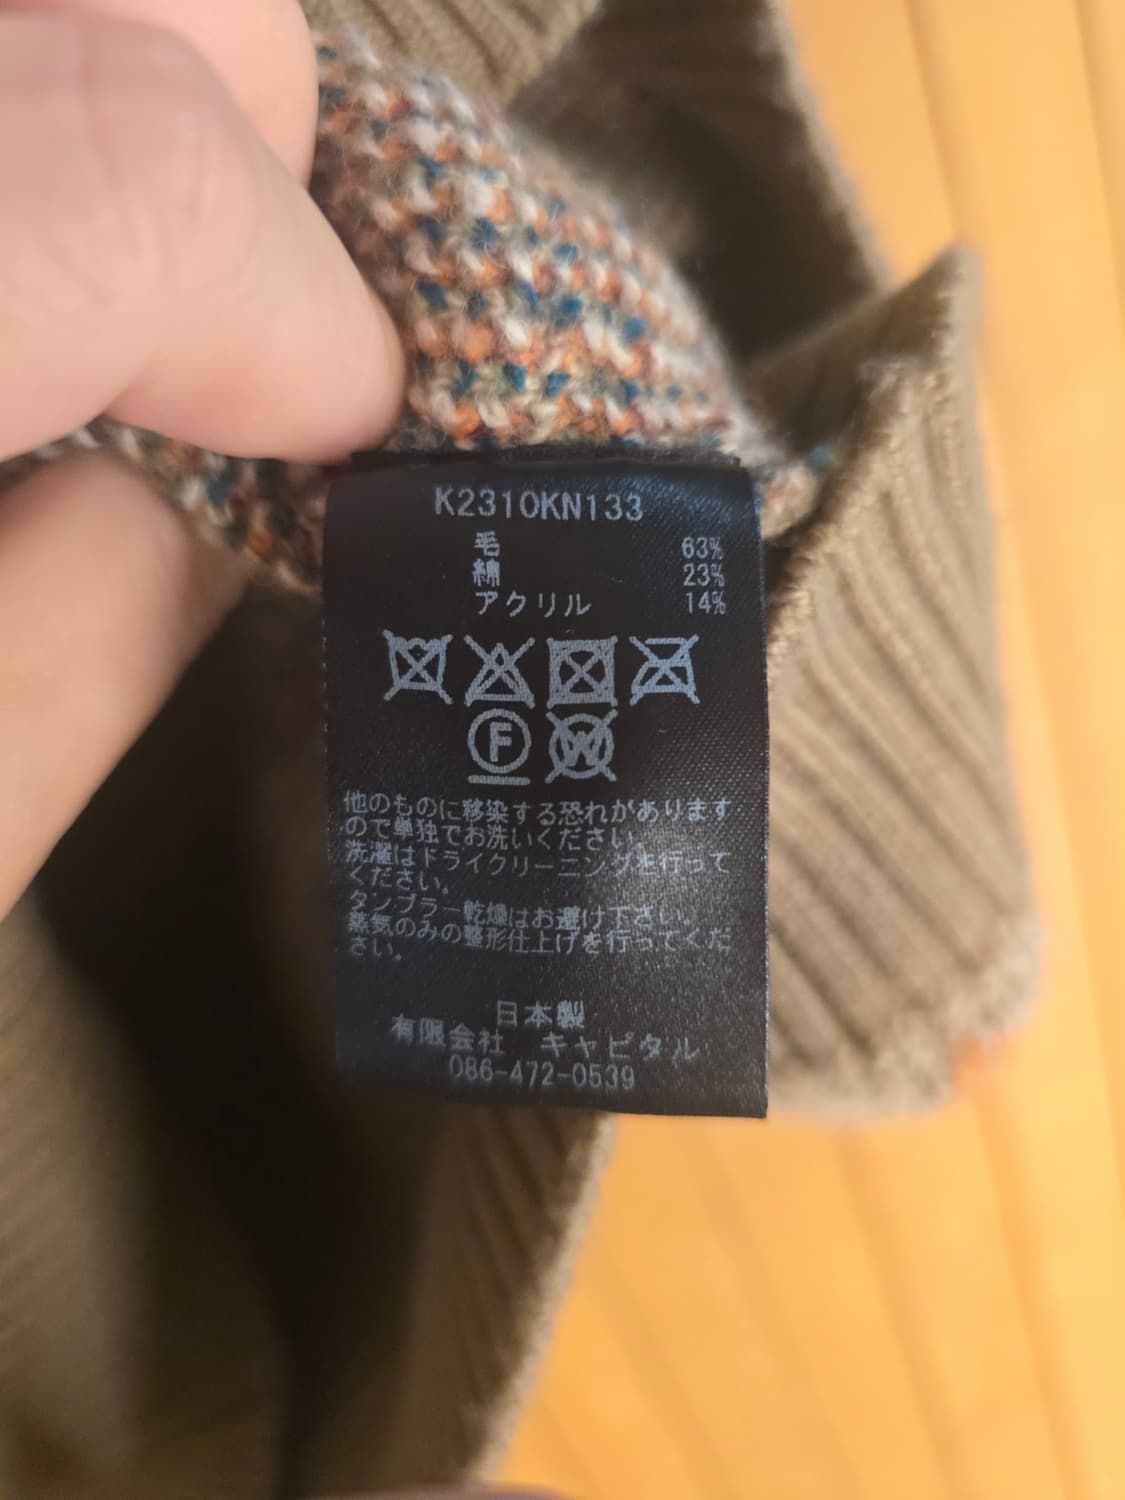 K2310KN133
毛 63%
綿 23%
アクリル 14%
F W
他のものに移染する恐れがあります
ので単独でお洗いください。
洗濯はドライクリーニングを行って
ください。
タンブラー乾燥はお避け下さい。
蒸気のみの整形仕上げを行ってくだ
さい。
日本製
有限会社 キャピタル
086-472-0539